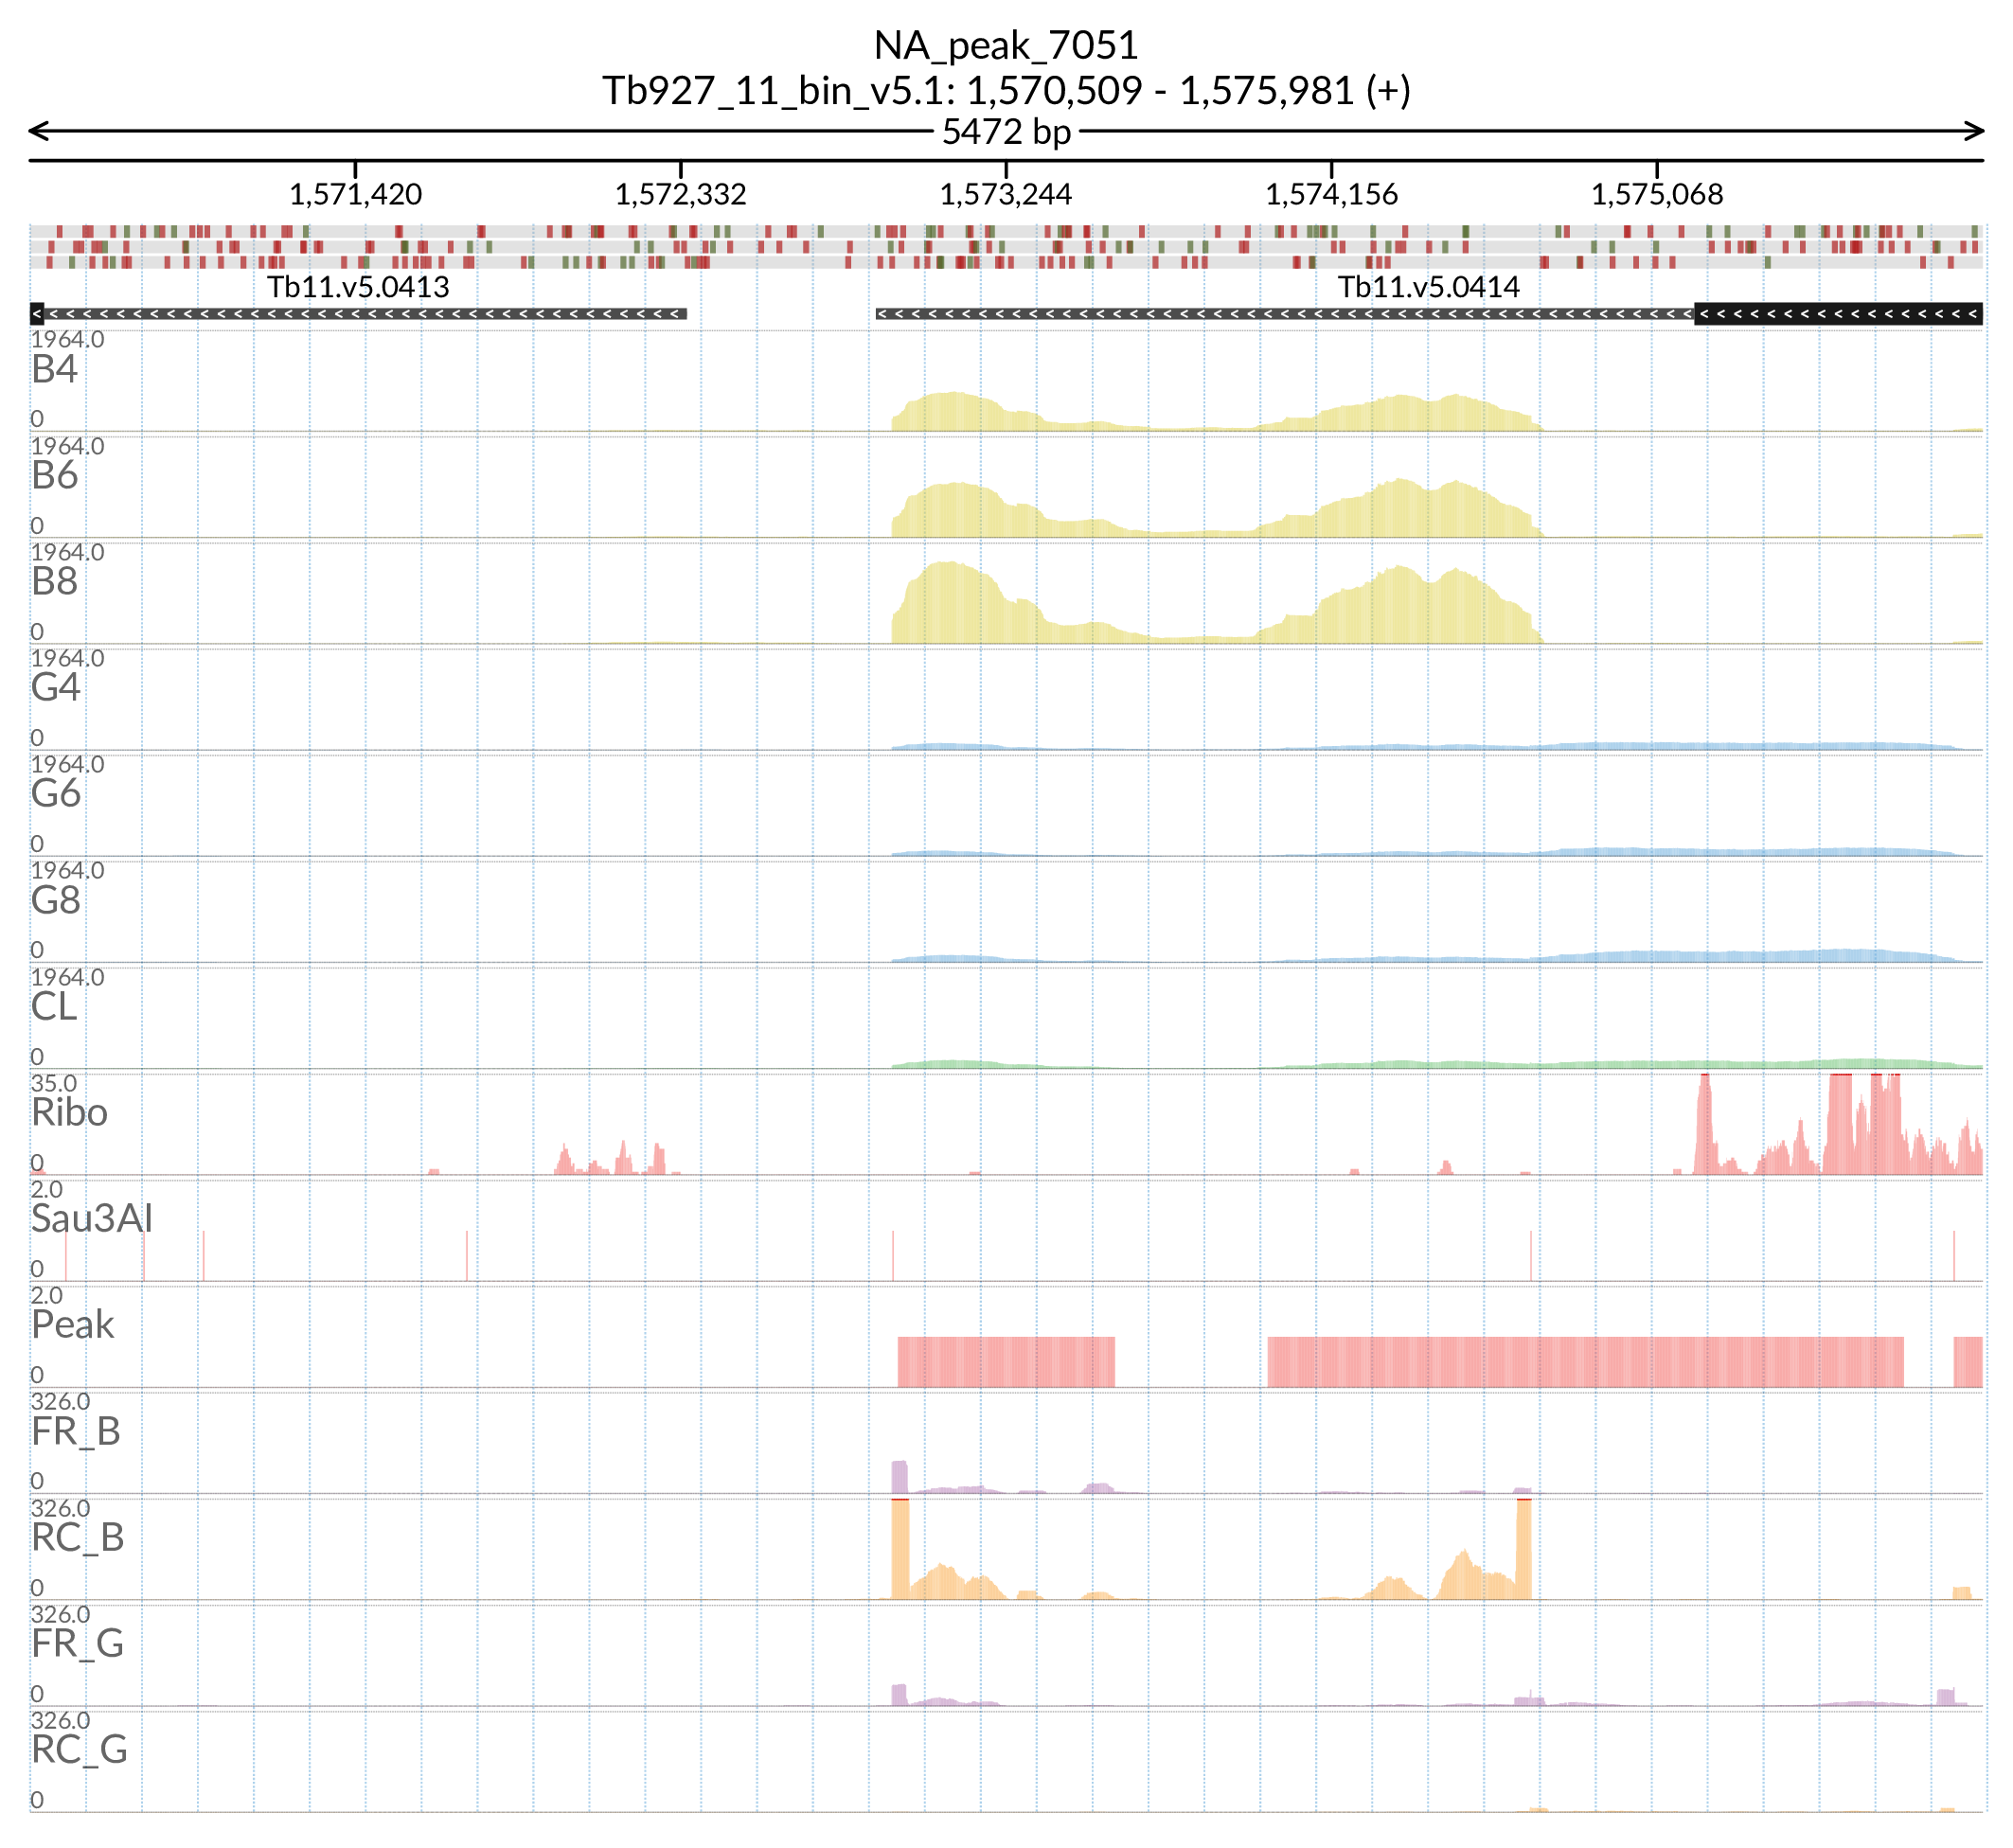 NA_peak_7051
Tb927_11_bin_v5.1: 1,570,509 - 1,575,981 (+)
5472 bp
1,571,420 1,572,332 1,573,244 1,574,156 1,575,068
Tb11.v5.0413 Tb11.v5.0414
1964.0
B4
0
1964.0
B6
0
1964.0
B8
0
1964.0
G4
0
1964.0
G6
0
1964.0
G8
0
1964.0
CL
0
35.0
Ribo
0
2.0
Sau3AI
0
2.0
Peak
0
326.0
FR_B
0
326.0
RC_B
0
326.0
FR_G
0
326.0
RC_G
0